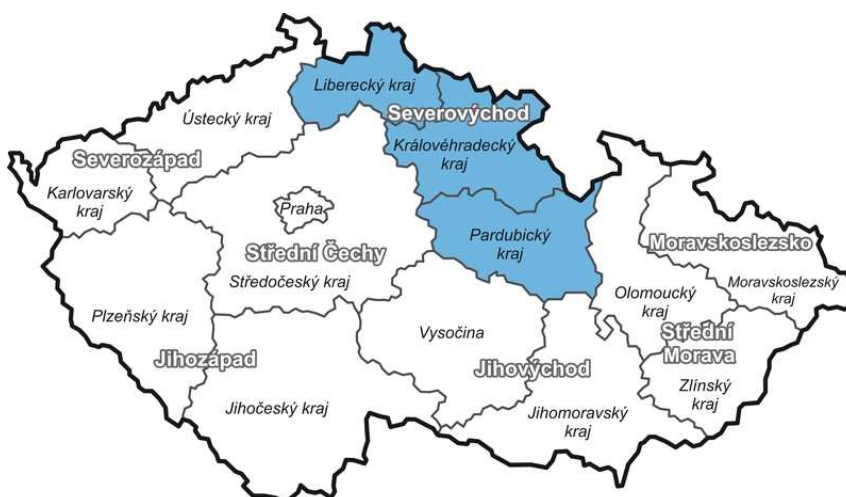 Liberecký kraj
Severovýchod
Ústecký kraj
Královéhradecký
kraj
Severozápad
Karlovarský
kraj
Praha
Pardubický
kraj
Střední Čechy
Moravskoslezsko
Středočeský kraj
Moravskoslezský
kraj
Olomoucký
kraj
Plzeňský kraj
Vysočina
Střední
Morava
Jihozápad
Jihovýchod
Zlínský
kraj
Jihočeský kraj
Jihomoravský
kraj